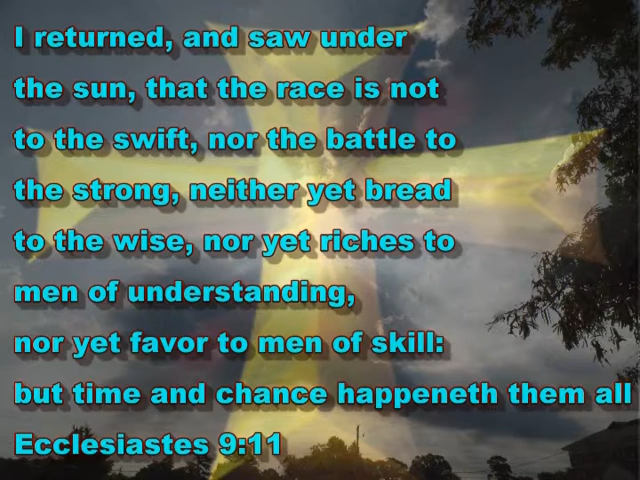 I returned, and saw under
the sun, that the race is not
to the swift, nor the battle to
the strong, neither yet bread
to the wise, nor yet riches to
men of understanding,
nor yet favor to men of skill:
but time and chance happeneth them all
Ecclesiastes 9:11